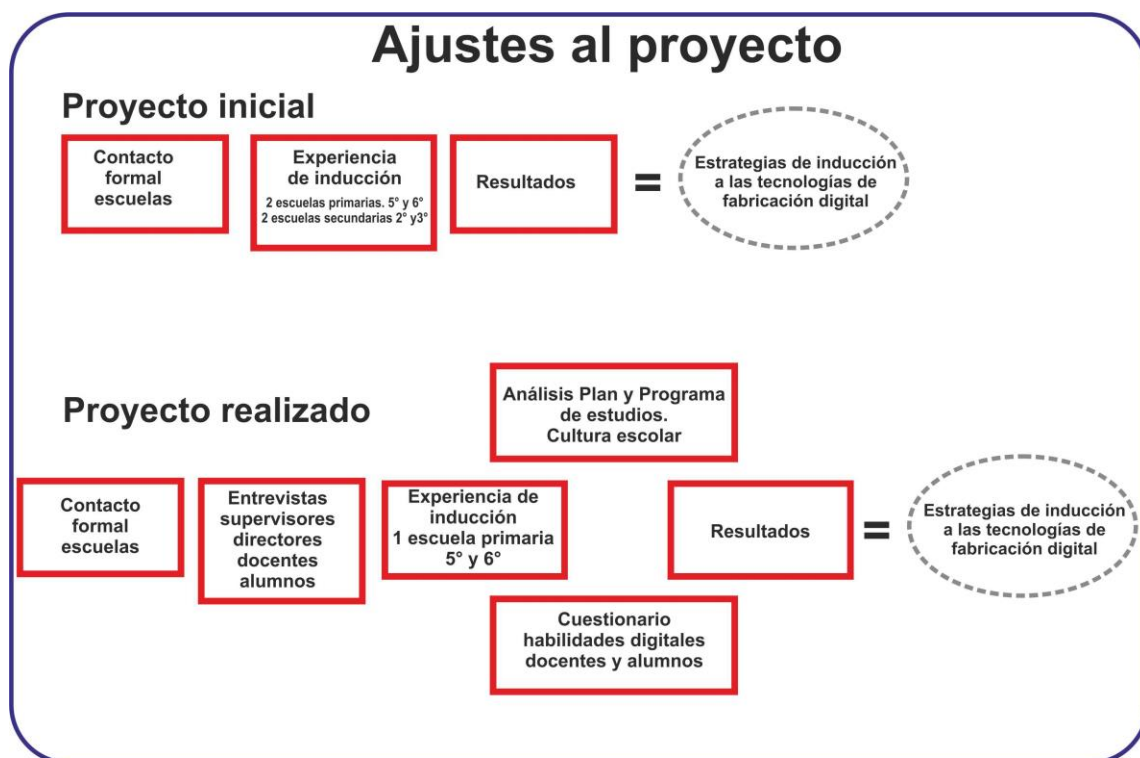 Ajustes al proyecto
Proyecto inicial
Contacto
formal
escuelas
Experiencia
de inducción
2 escuelas primarias. 5° y 6°
2 escuelas secundarias 2° y3°
Resultados
=
Estrategias de inducción
a las tecnologías de
fabricación digital
Proyecto realizado
Análisis Plan y Programa
de estudios.
Cultura escolar
Contacto
formal
escuelas
Entrevistas
supervisores
directores
docentes
alumnos
Experiencia de
inducción
1 escuela primaria
5° y 6°
Resultados
=
Estrategias de inducción
a las tecnologías de
fabricación digital
Cuestionario
habilidades digitales
docentes y alumnos